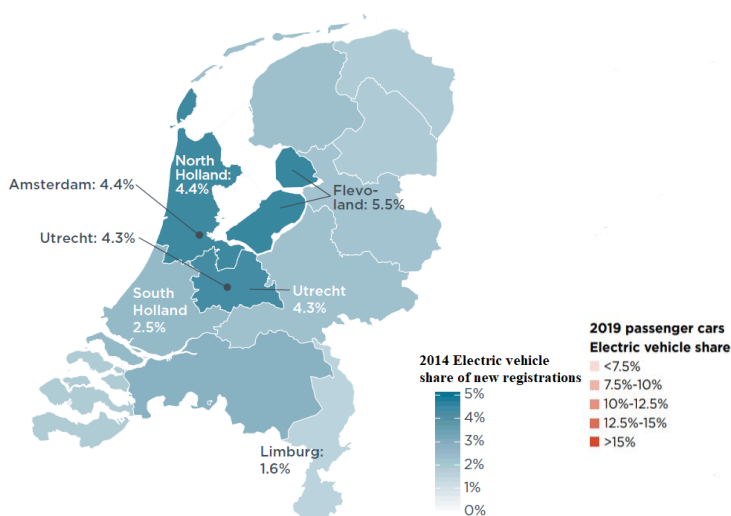 North
Holland:
4.4%
Amsterdam: 4.4%
Flevo-
land: 5.5%
Utrecht: 4.3%
South
Holland
2.5%
Utrecht
4.3%
Limburg:
1.6%
2014 Electric vehicle
share of new registrations
5%
4%
3%
2%
1%
0%
2019 passenger cars
Electric vehicle share
<7.5%
7.5%-10%
10%-12.5%
12.5%-15%
>15%